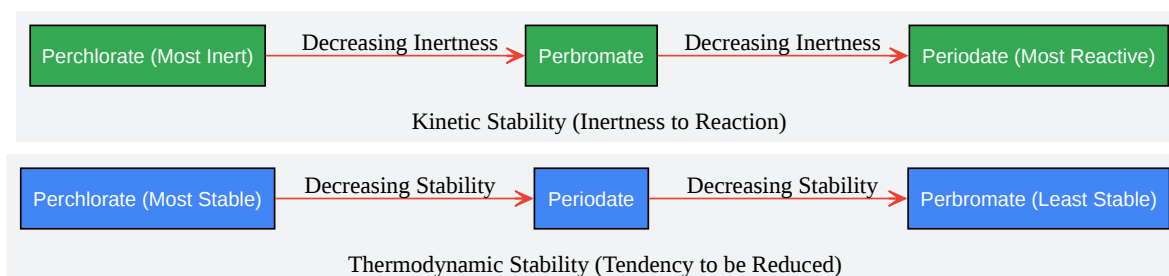 Perchlorate (Most Inert) Decreasing Inertness Perbromate Decreasing Inertness Periodate (Most Reactive)
Kinetic Stability (Inertness to Reaction)
Perchlorate (Most Stable) Decreasing Stability Periodate Decreasing Stability Perbromate (Least Stable)
Thermodynamic Stability (Tendency to be Reduced)